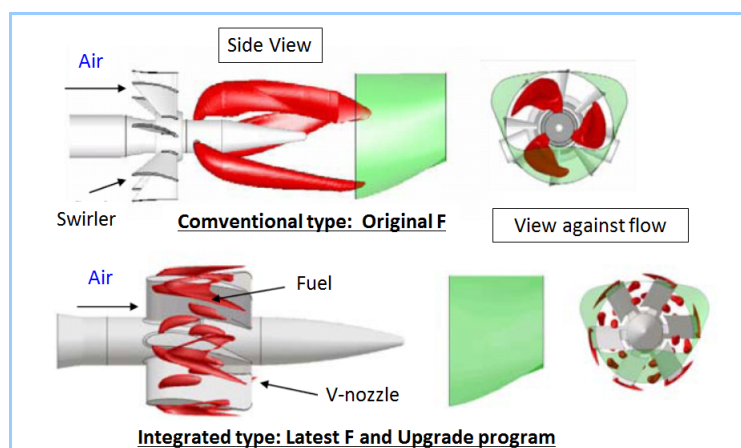 Side View
Air
Swirler
Comventional type: Original F
View against flow
Air
Fuel
V-nozzle
Integrated type: Latest F and Upgrade program